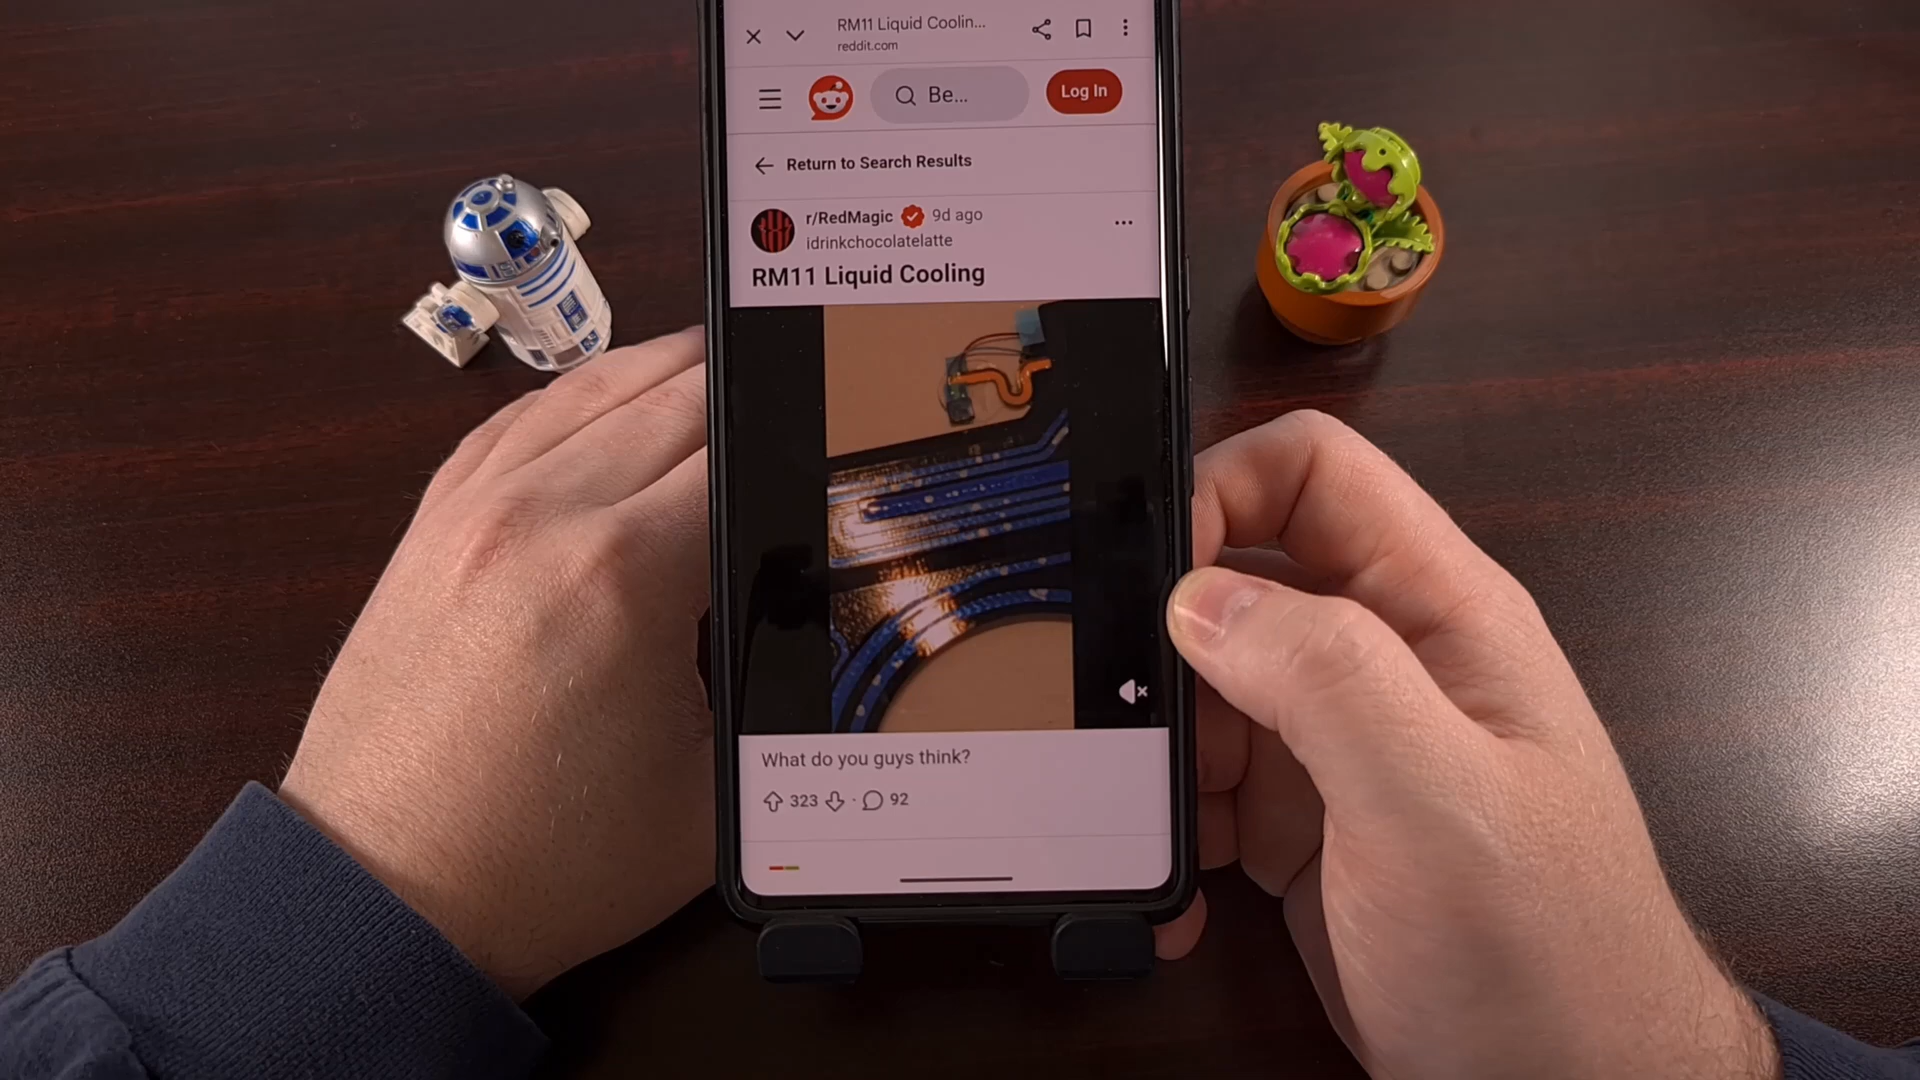 RM11 Liquid Coolin...
reddit.com
Be...
Log In
Return to Search Results
r/RedMagic 9d ago
idrinkchocolatelatte
RM11 Liquid Cooling
What do you guys think?
323 · 92